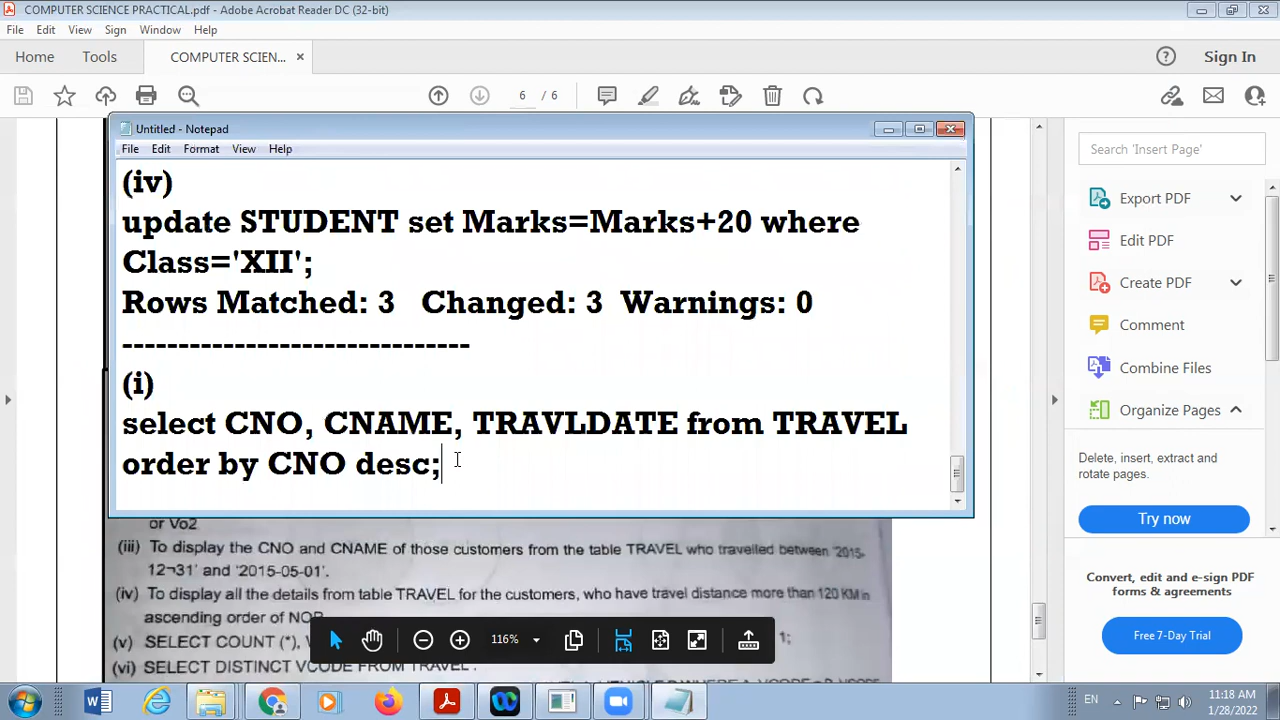 COMPUTER SCIENCE PRACTICAL.pdf - Adobe Acrobat Reader DC (32-bit)
File Edit View Sign Window Help
Home Tools COMPUTER SCIEN... × Sign In
6 / 6
Untitled - Notepad
File Edit Format View Help
(iv)
update STUDENT set Marks=Marks+20 where
Class='XII';
Rows Matched: 3 Changed: 3 Warnings: 0
-------------------------------
(i)
select CNO, CNAME, TRAVLDATE from TRAVEL
order by CNO desc;
or Vo2
(iii) To display the CNO and CNAME of those customers from the table TRAVEL who travelled between '2015-
12¬31' and '2015-05-01'.
(iv) To display all the details from table TRAVEL for the customers, who have travel distance more than 120 KM in
ascending order of NOP
(v) SELECT COUNT (*), 1;
(vi) SELECT DISTINCT VCODE FROM TRAVEL
116%
Search 'Insert Page'
Export PDF
Edit PDF
Create PDF
Comment
Combine Files
Organize Pages
Delete, insert, extract and
rotate pages.
Try now
Convert, edit and e-sign PDF
forms & agreements
Free 7-Day Trial
EN
11:18 AM
1/28/2022